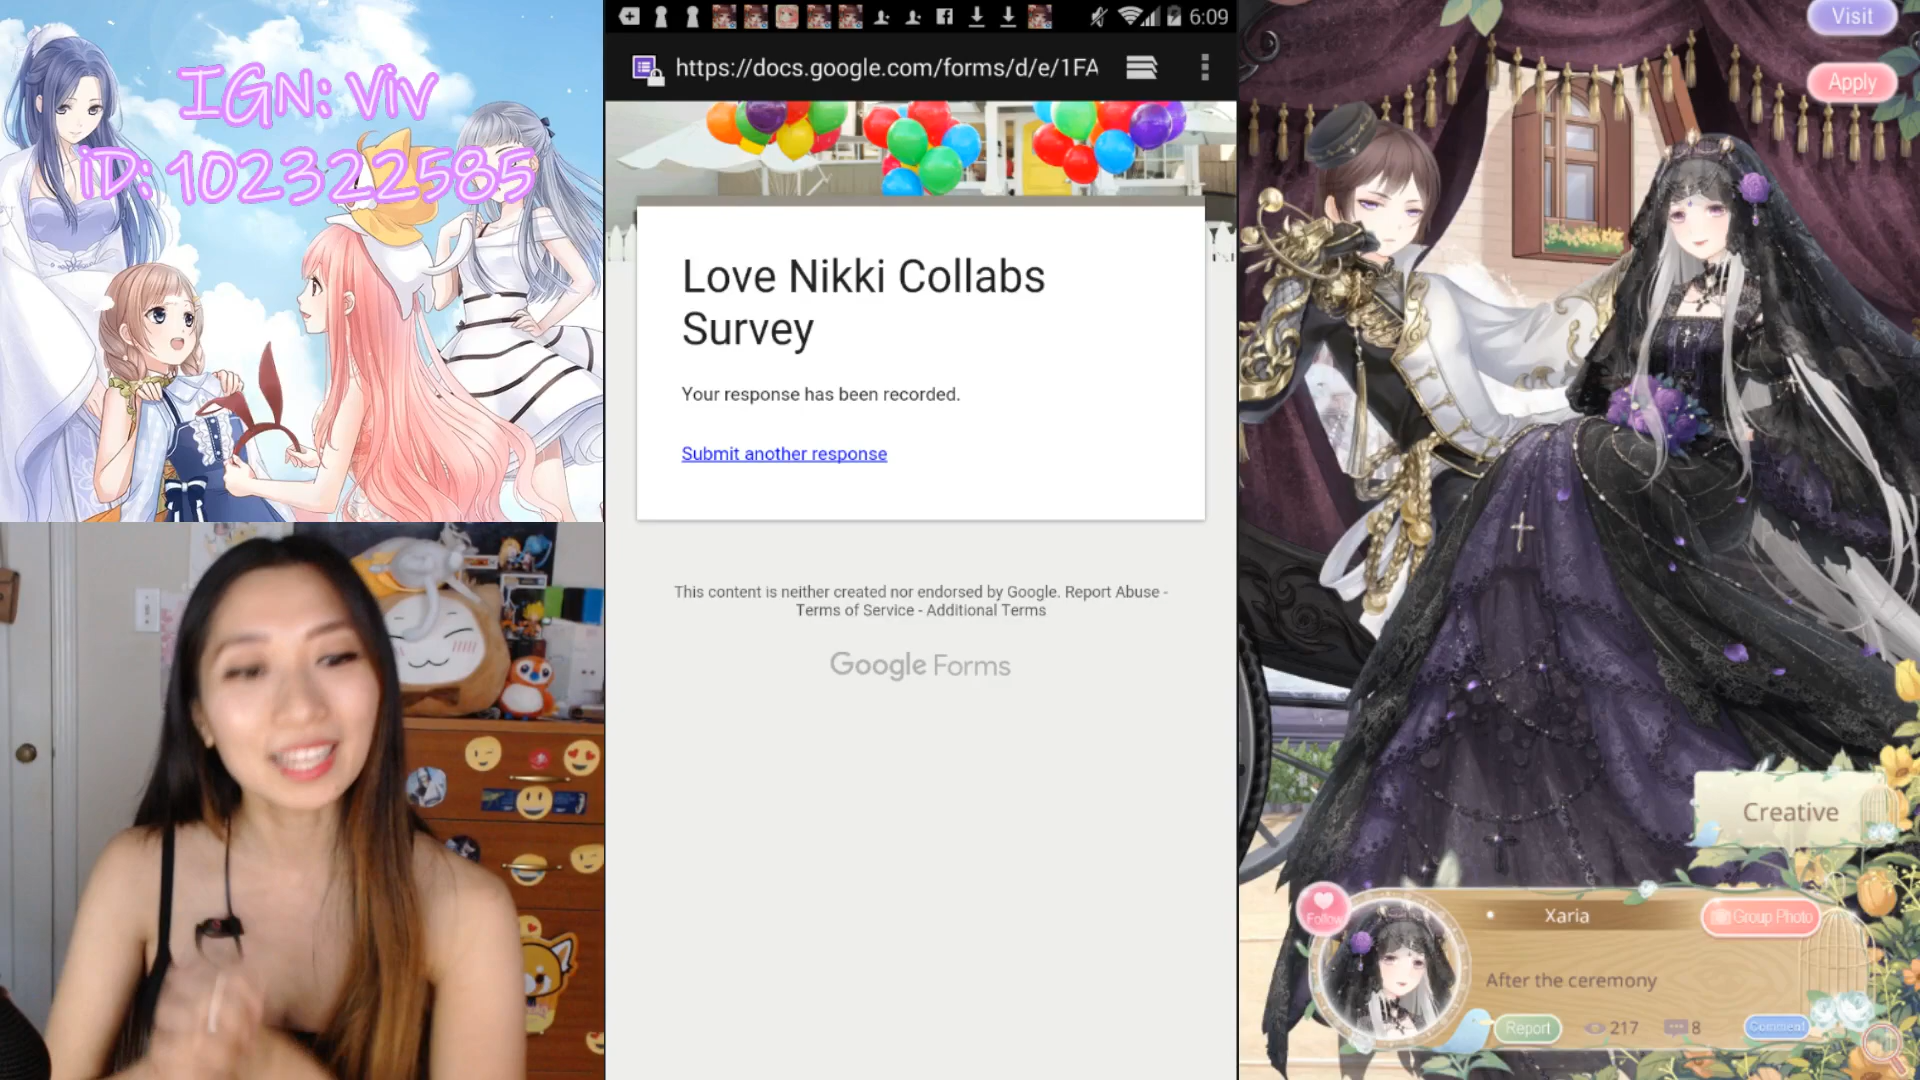 IGN: Viv
iD: 102322585
6:09
https://docs.google.com/forms/d/e/1FA
Love Nikki Collabs
Survey
Your response has been recorded.
Submit another response
This content is neither created nor endorsed by Google. Report Abuse -
Terms of Service - Additional Terms
Google Forms
Visit
Apply
Creative
Follow
Xaria
Group Photo
After the ceremony
Report
217
8
Comment